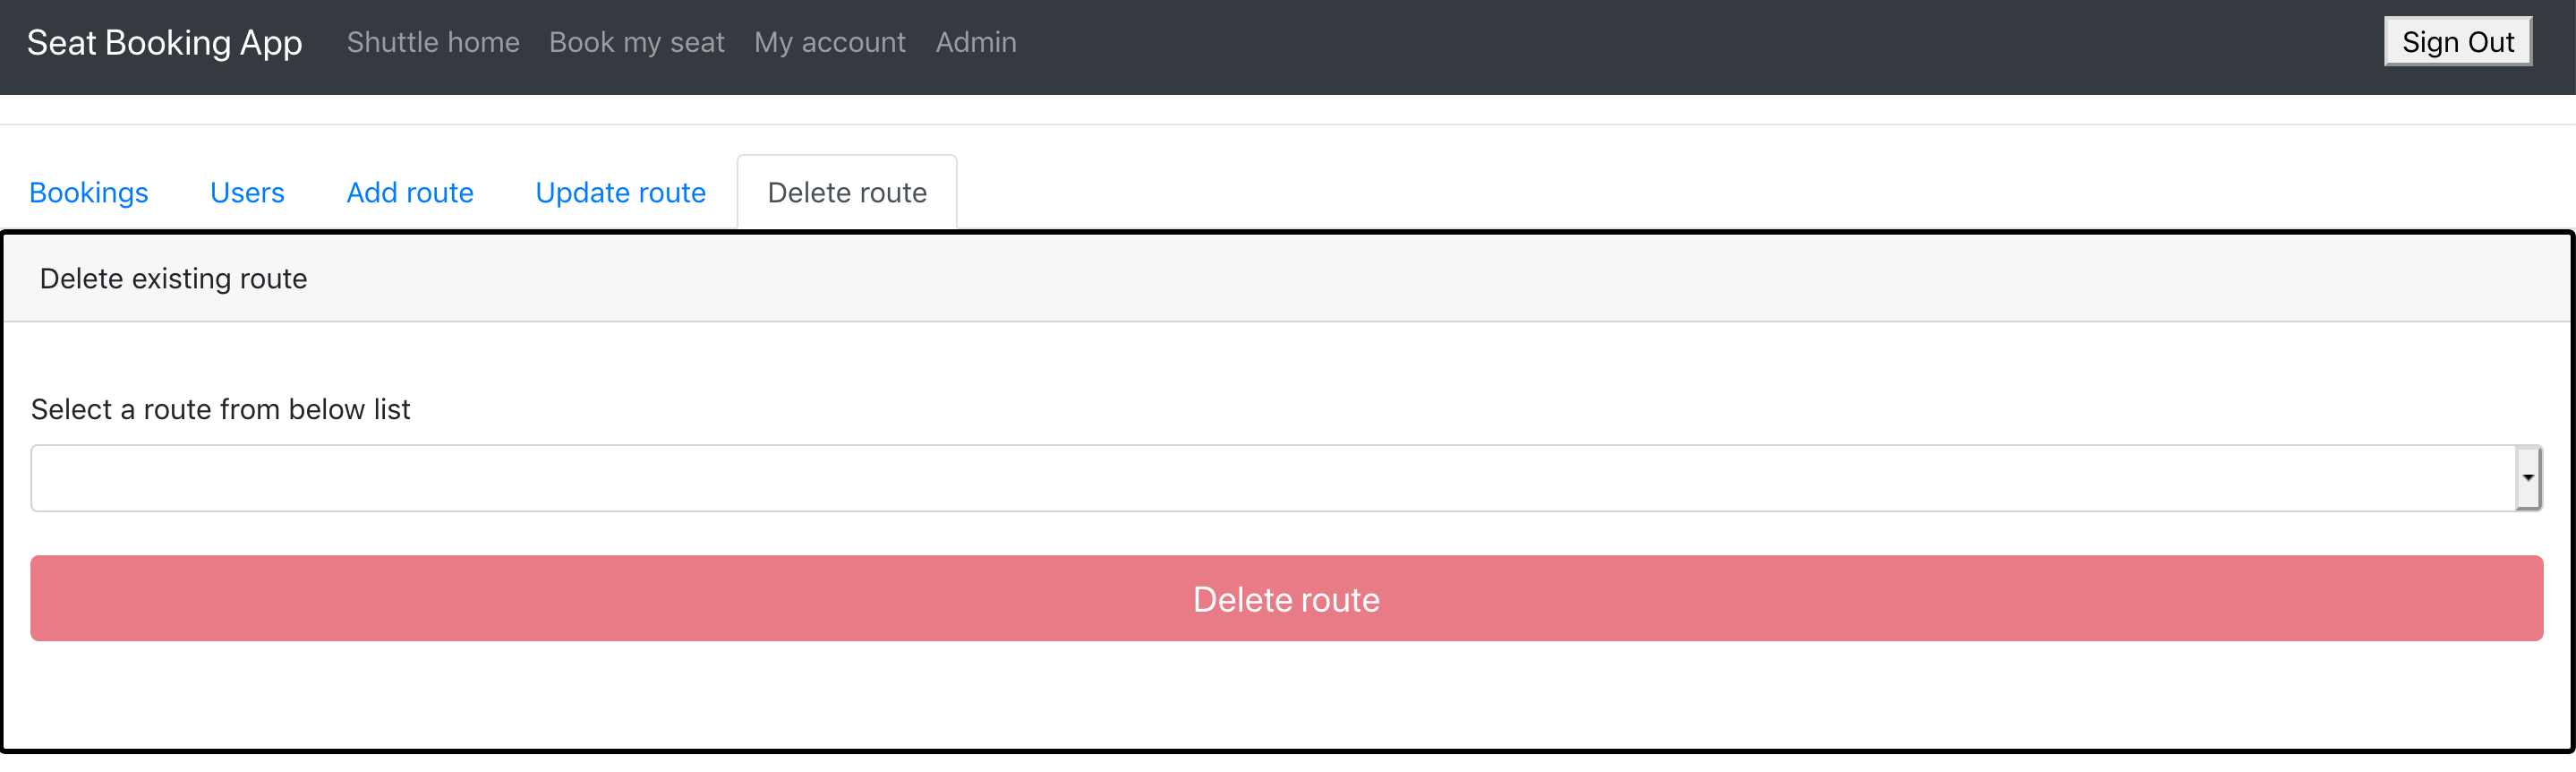 Seat Booking App Shuttle home Book my seat My account Admin Sign Out
Bookings Users Add route Update route Delete route
Delete existing route
Select a route from below list
Delete route